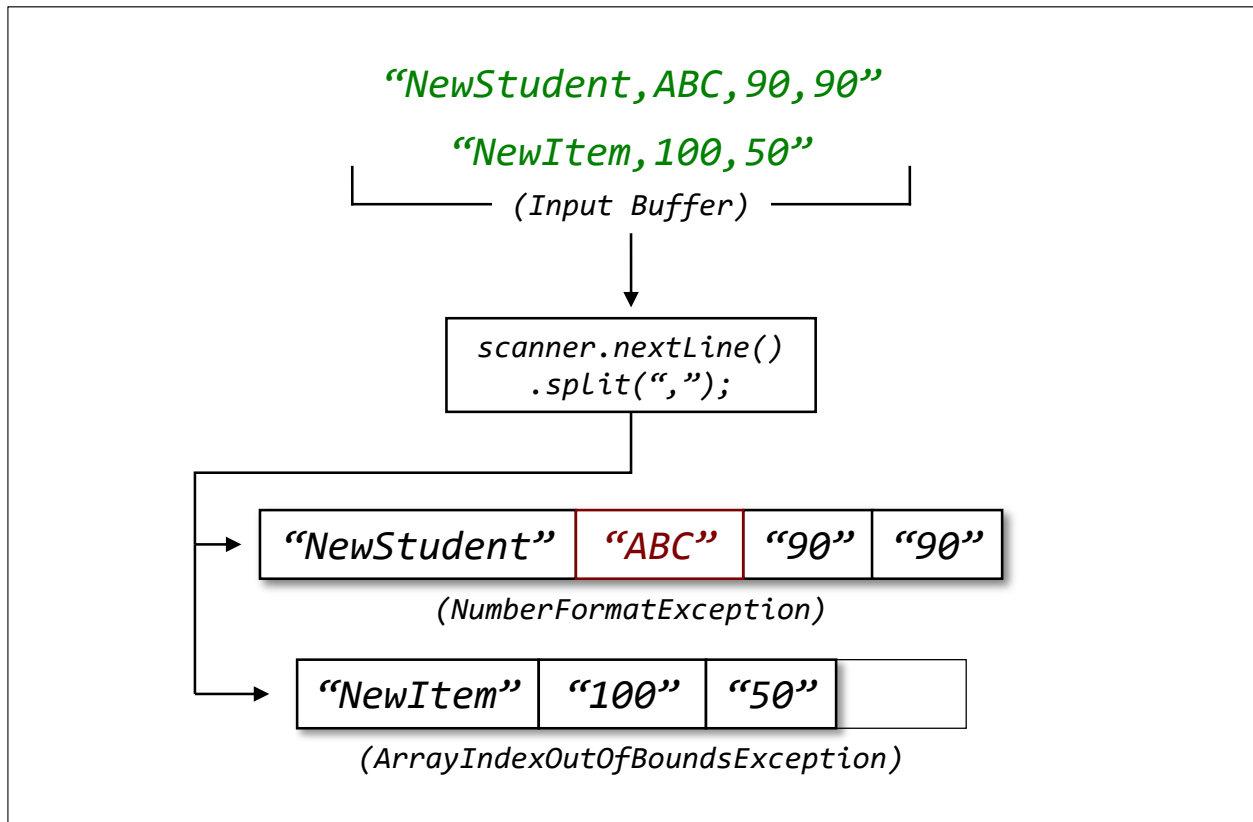 “NewStudent,ABC,90,90”
“NewItem,100,50”
(Input Buffer)
scanner.nextLine()
.split(“,”);
“NewStudent” “ABC” “90” “90”
(NumberFormatException)
“NewItem” “100” “50”
(ArrayIndexOutOfBoundsException)